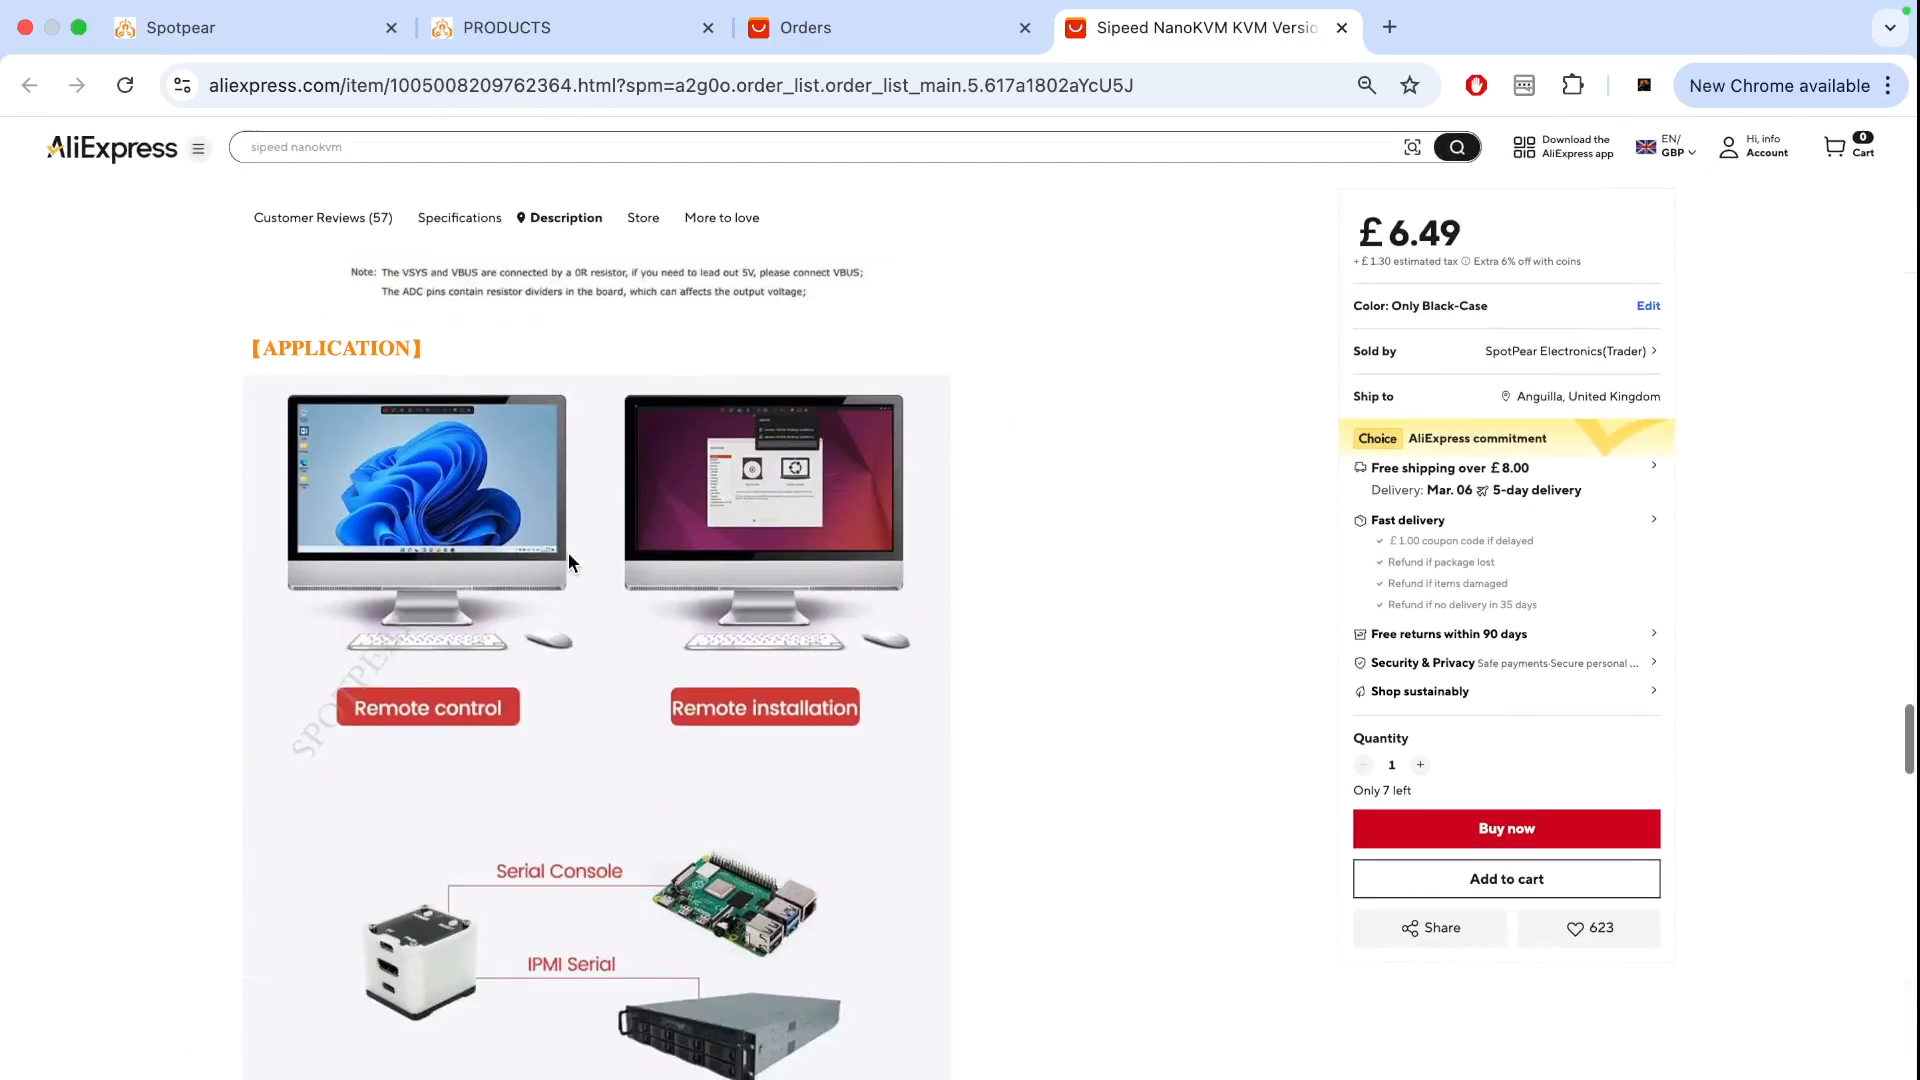 Spotpear
PRODUCTS
Orders
Sipeed NanoKVM KVM Versio
aliexpress.com/item/1005008209762364.html?spm=a2g0o.order_list.order_list_main.5.617a1802aYcU5J
New Chrome available
AliExpress
sipeed nanokvm
Download the
AliExpress app
EN/
GBP
Hi, info
Account
0
Cart
Customer Reviews (57)
Specifications
Description
Store
More to love
Note: The VSYS and VBUS are connected by a 0R resistor, if you need to lead out 5V, please connect VBUS;
The ADC pins contain resistor dividers in the board, which can affects the output voltage;
【APPLICATION】
Remote control
Remote installation
SPOTPEAR
Serial Console
IPMI Serial
£6.49
+ £1.30 estimated tax
Extra 6% off with coins
Color: Only Black-Case
Edit
Sold by
SpotPear Electronics(Trader)
Ship to
Anguilla, United Kingdom
Choice
AliExpress commitment
Free shipping over £8.00
Delivery: Mar. 06
5-day delivery
Fast delivery
£1.00 coupon code if delayed
Refund if package lost
Refund if items damaged
Refund if no delivery in 35 days
Free returns within 90 days
Security & Privacy
Safe payments·Secure personal ...
Shop sustainably
Quantity
1
Only 7 left
Buy now
Add to cart
Share
623